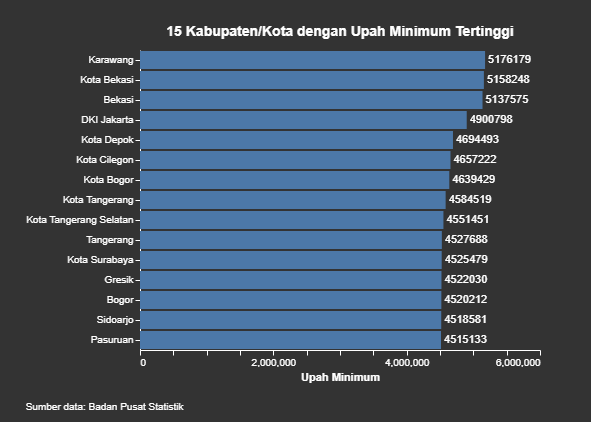 15 Kabupaten/Kota dengan Upah Minimum Tertinggi
Karawang 5176179
Kota Bekasi 5158248
Bekasi 5137575
DKI Jakarta 4900798
Kota Depok 4694493
Kota Cilegon 4657222
Kota Bogor 4639429
Kota Tangerang 4584519
Kota Tangerang Selatan 4551451
Tangerang 4527688
Kota Surabaya 4525479
Gresik 4522030
Bogor 4520212
Sidoarjo 4518581
Pasuruan 4515133
0 2,000,000 4,000,000 6,000,000
Upah Minimum
Sumber data: Badan Pusat Statistik